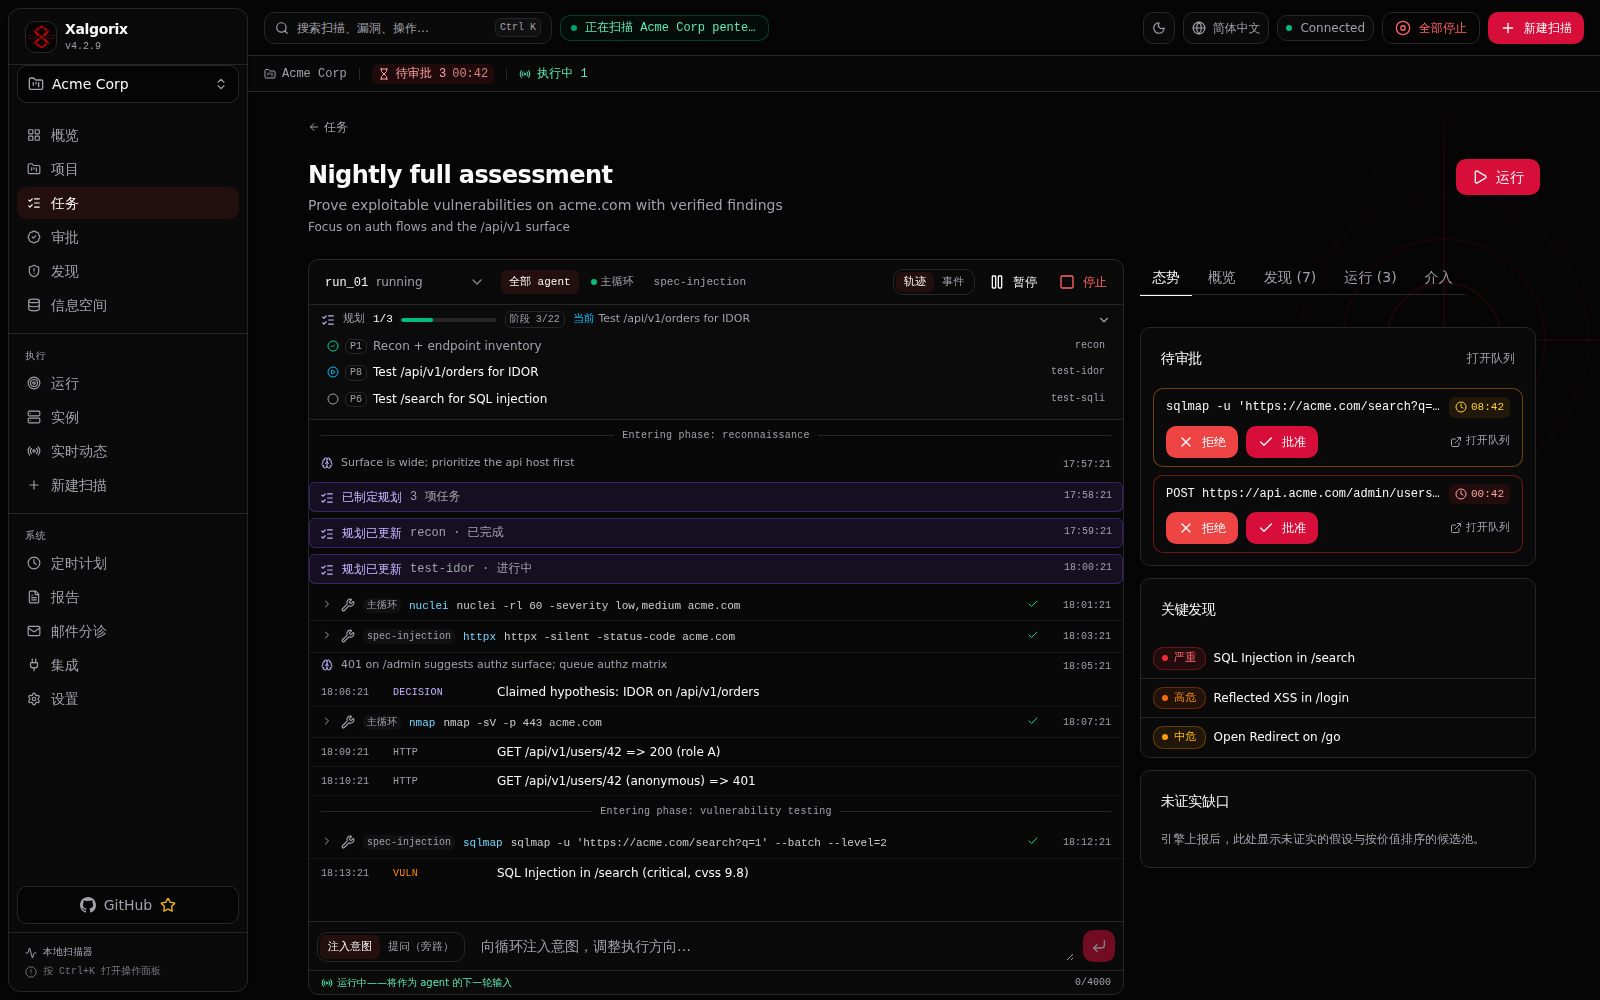 Xalgorix
v4.2.9
Acme Corp
概览
项目
任务
审批
发现
信息空间
执行
运行
实例
实时动态
新建扫描
系统
定时计划
报告
邮件分诊
集成
设置
GitHub
本地扫描器
按 Ctrl+K 打开操作面板
搜索扫描、漏洞、操作… Ctrl K
正在扫描 Acme Corp pente…
简体中文
Connected
全部停止
新建扫描
Acme Corp
待审批 3 00:42
执行中 1
任务
Nightly full assessment
Prove exploitable vulnerabilities on acme.com with verified findings
Focus on auth flows and the /api/v1 surface
运行
run_01 running
全部 agent
主循环
spec-injection
轨迹
事件
暂停
停止
规划 1/3 阶段 3/22 当前 Test /api/v1/orders for IDOR
P1 Recon + endpoint inventory recon
P8 Test /api/v1/orders for IDOR test-idor
P6 Test /search for SQL injection test-sqli
Entering phase: reconnaissance
Surface is wide; prioritize the api host first 17:57:21
已制定规划 3 项任务 17:58:21
规划已更新 recon · 已完成 17:59:21
规划已更新 test-idor · 进行中 18:00:21
主循环 nuclei nuclei -rl 60 -severity low,medium acme.com 18:01:21
spec-injection httpx httpx -silent -status-code acme.com 18:03:21
401 on /admin suggests authz surface; queue authz matrix 18:05:21
18:06:21 DECISION Claimed hypothesis: IDOR on /api/v1/orders
主循环 nmap nmap -sV -p 443 acme.com 18:07:21
18:09:21 HTTP GET /api/v1/users/42 => 200 (role A)
18:10:21 HTTP GET /api/v1/users/42 (anonymous) => 401
Entering phase: vulnerability testing
spec-injection sqlmap sqlmap -u 'https://acme.com/search?q=1' --batch --level=2 18:12:21
18:13:21 VULN SQL Injection in /search (critical, cvss 9.8)
注入意图
提问（旁路）
向循环注入意图，调整执行方向…
运行中——将作为 agent 的下一轮输入 0/4000
态势
概览
发现 (7)
运行 (3)
介入
待审批 打开队列
sqlmap -u 'https://acme.com/search?q=… 08:42
拒绝
批准
打开队列
POST https://api.acme.com/admin/users… 00:42
拒绝
批准
打开队列
关键发现
严重 SQL Injection in /search
高危 Reflected XSS in /login
中危 Open Redirect on /go
未证实缺口
引擎上报后，此处显示未证实的假设与按价值排序的候选池。